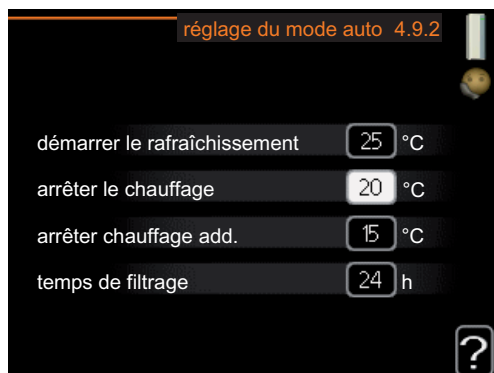 réglage du mode auto 4.9.2
démarrer le rafraîchissement 25 °C
arrêter le chauffage 20 °C
arrêter chauffage add. 15 °C
temps de filtrage 24 h
?